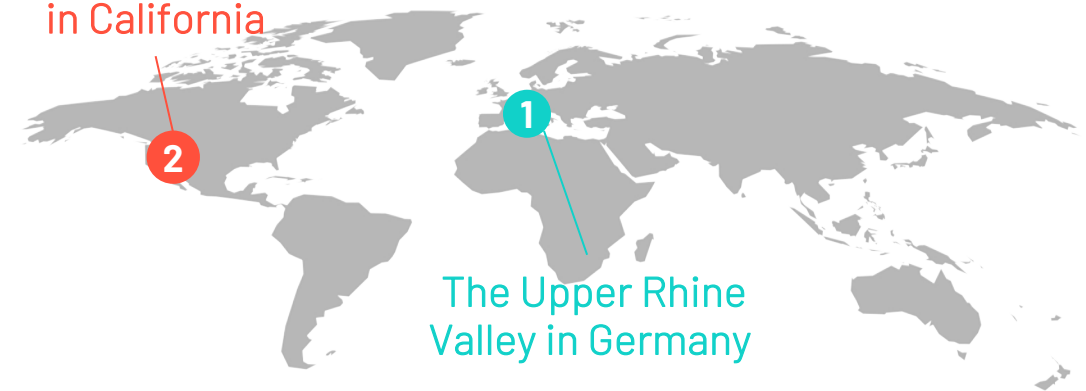 in California
2
1
The Upper Rhine
Valley in Germany